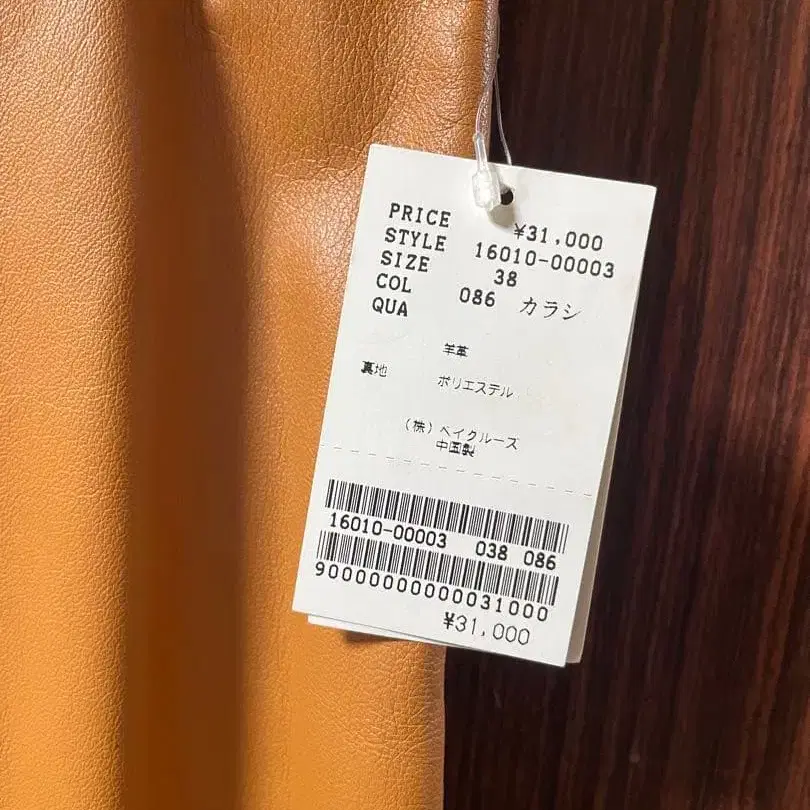 PRICE ¥31,000
STYLE 16010-00003
SIZE 38
COL 086 カラシ
QUA
羊革
裏地 ポリエステル
(株)ベイクルーズ
中国製
16010-00003 038 086
9000000000031000
¥31,000